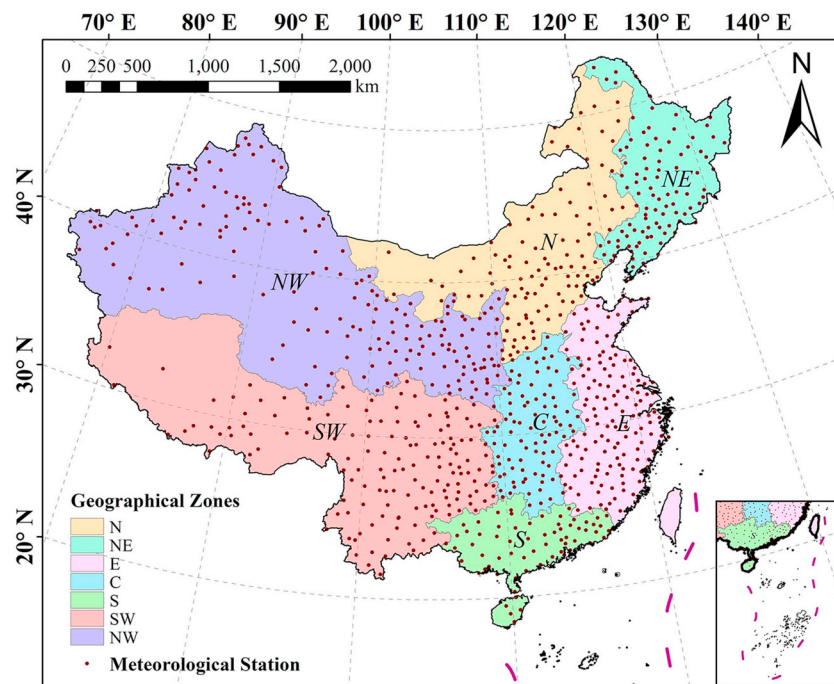 70° E 80° E 90° E 100° E 110° E 120° E 130° E 140° E
0 250 500 1,000 1,500 2,000
km
N
40° N
30° N
20° N
NE
N
NW
SW
C
E
S
Geographical Zones
N
NE
E
C
S
SW
NW
Meteorological Station